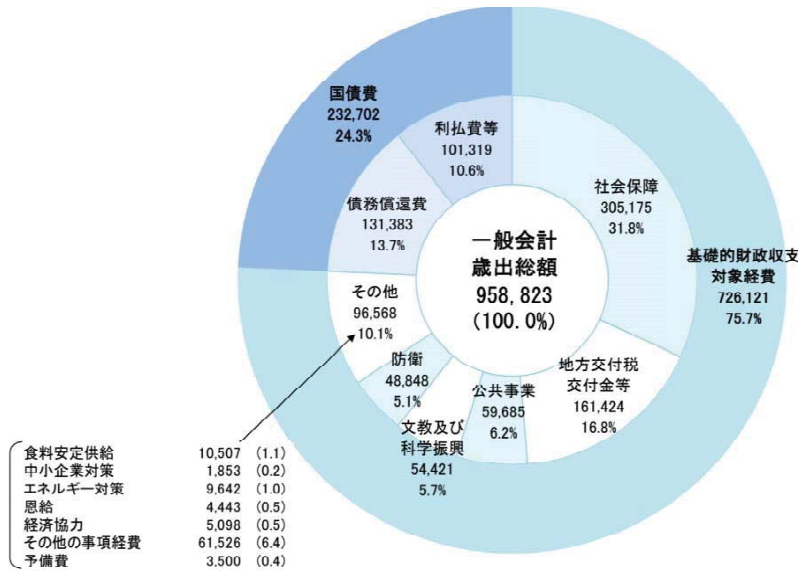 一般会計
歳出総額
958,823
(100.0%)
国債費
232,702
24.3%
利払費等
101,319
10.6%
債務償還費
131,383
13.7%
社会保障
305,175
31.8%
基礎的財政収支
対象経費
726,121
75.7%
地方交付税
交付金等
161,424
16.8%
公共事業
59,685
6.2%
文教及び
科学振興
54,421
5.7%
防衛
48,848
5.1%
その他
96,568
10.1%
食料安定供給 10,507 (1.1)
中小企業対策 1,853 (0.2)
エネルギー対策 9,642 (1.0)
恩給 4,443 (0.5)
経済協力 5,098 (0.5)
その他の事項経費 61,526 (6.4)
予備費 3,500 (0.4)